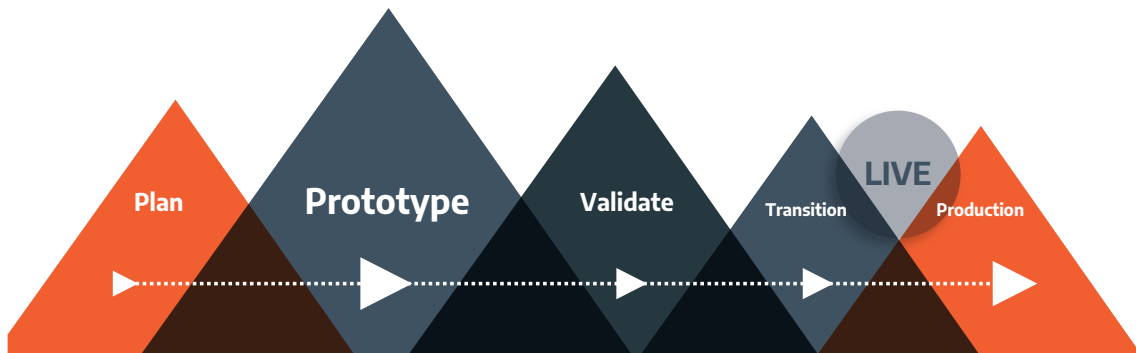 Plan
Prototype
Validate
Transition
LIVE
Production